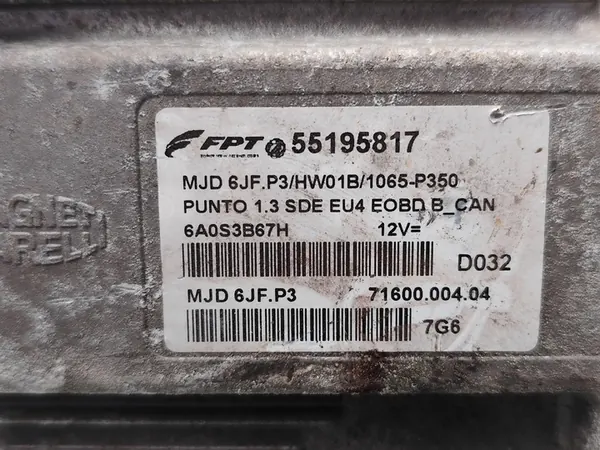 FPT 55195817
MJD 6JF.P3/HW01B/1065-P350
PUNTO 1.3 SDE EU4 EOBD B_CAN
6A0S3B67H 12V=
D032
MJD 6JF.P3 71600.004.04
7G6